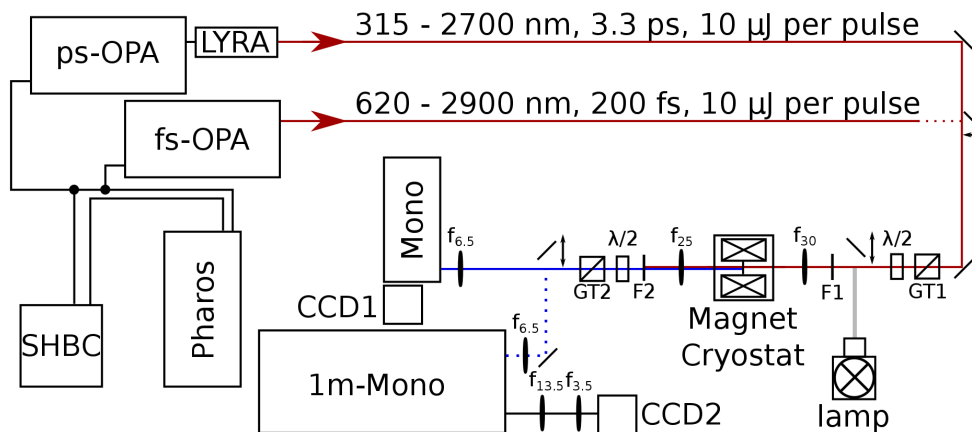 ps-OPA
LYRA
315 - 2700 nm, 3.3 ps, 10 µJ per pulse
fs-OPA
620 - 2900 nm, 200 fs, 10 µJ per pulse
Mono
f6.5
λ/2
f25
f30
λ/2
GT2
F2
F1
GT1
CCD1
Magnet
Cryostat
SHBC
Pharos
f6.5
1m-Mono
f13.5
f3.5
CCD2
lamp